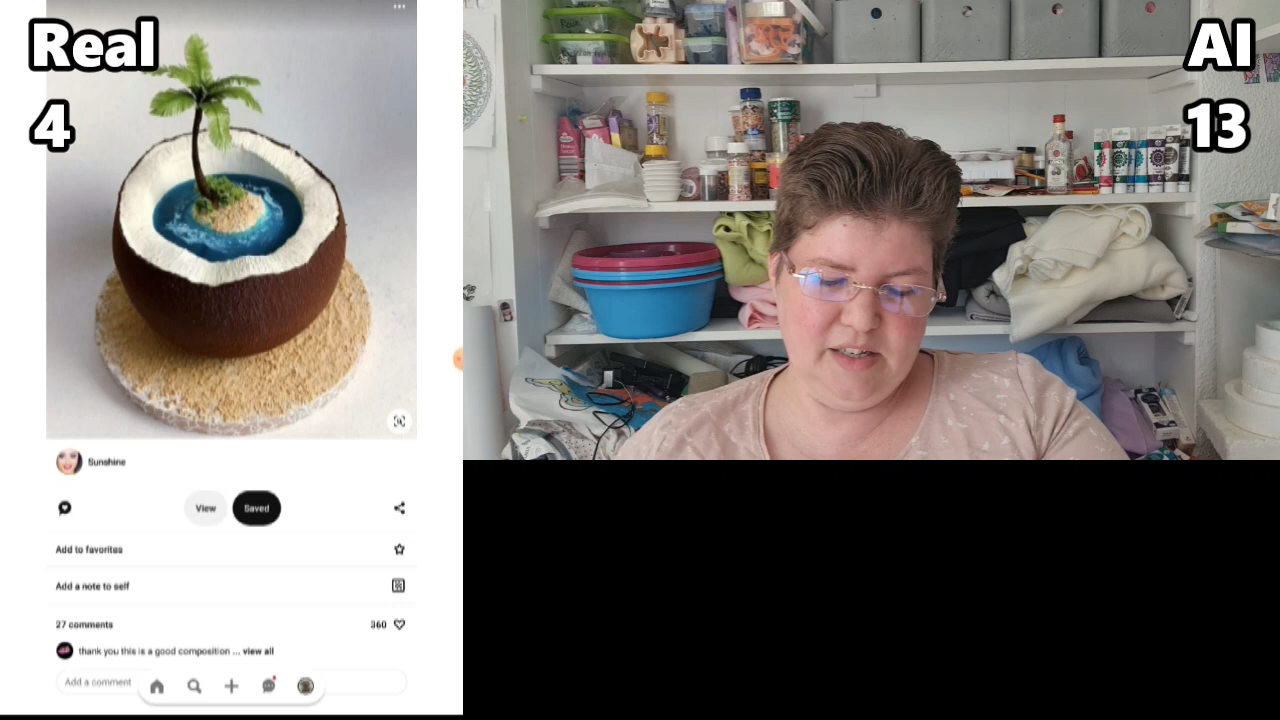 Real
4
AI
13
Sunshine
View
Saved
Add to favorites
Add a note to self
27 comments
360
thank you this is a good composition ... view all
Add a comment